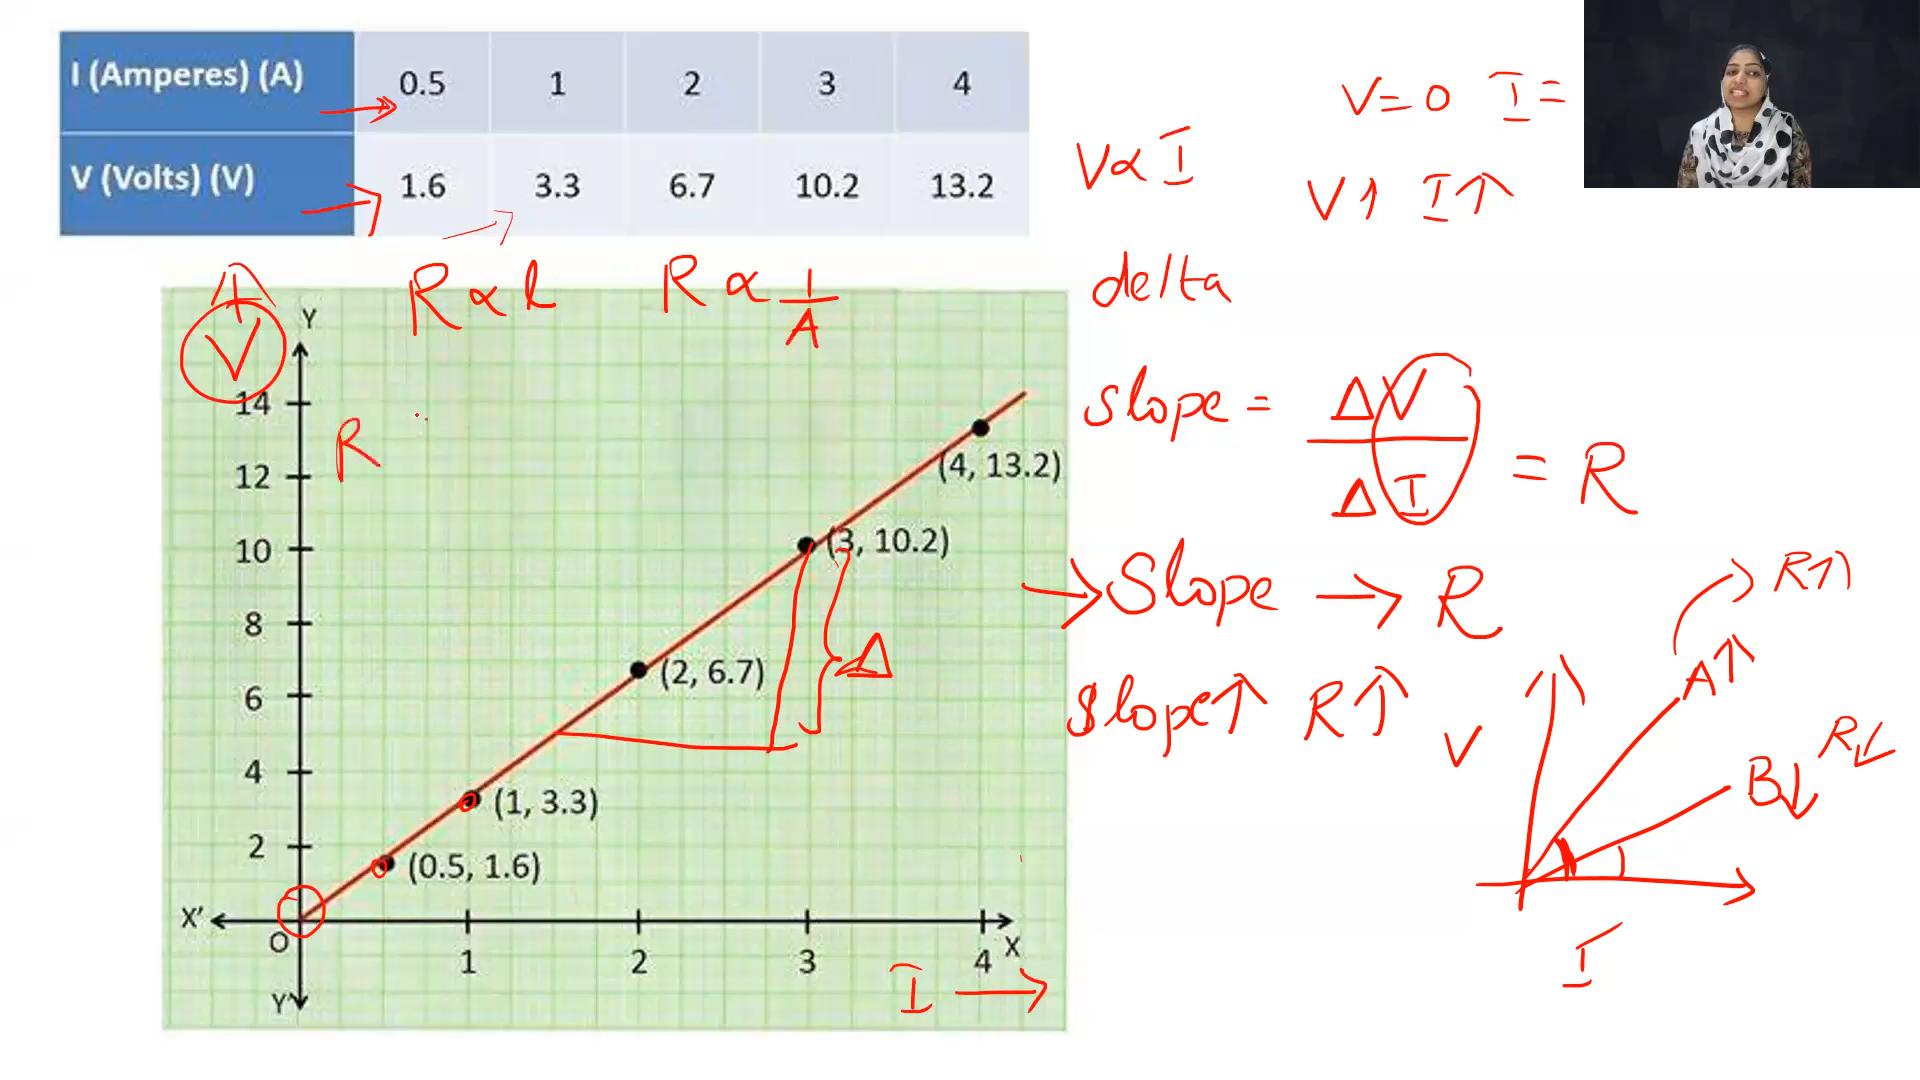 I (Amperes) (A) 0.5 1 2 3 4
V (Volts) (V) 1.6 3.3 6.7 10.2 13.2
V=0 I=
V∝I
V↑ I↑
delta
R∝l R∝1/A
V
Y
14
12
10
8
6
4
2
R
(4, 13.2)
(3, 10.2)
(2, 6.7)
(1, 3.3)
(0.5, 1.6)
Δ
X' O 1 2 3 4 X
Y'
I →
slope = ΔV/ΔI = R
→ Slope → R
Slope↑ R↑
R↑
A↑
R↓
B↓
V
I